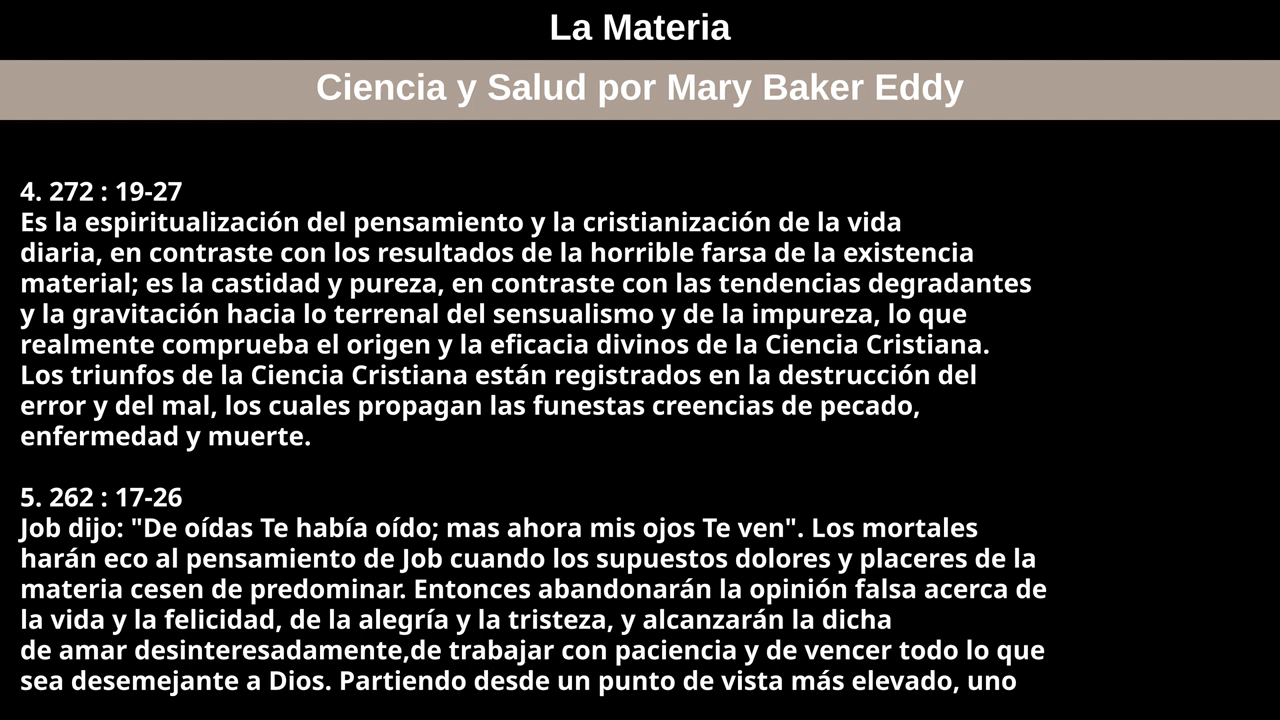 La Materia
Ciencia y Salud por Mary Baker Eddy
4. 272 : 19-27
Es la espiritualización del pensamiento y la cristianización de la vida
diaria, en contraste con los resultados de la horrible farsa de la existencia
material; es la castidad y pureza, en contraste con las tendencias degradantes
y la gravitación hacia lo terrenal del sensualismo y de la impureza, lo que
realmente comprueba el origen y la eficacia divinos de la Ciencia Cristiana.
Los triunfos de la Ciencia Cristiana están registrados en la destrucción del
error y del mal, los cuales propagan las funestas creencias de pecado,
enfermedad y muerte.
5. 262 : 17-26
Job dijo: "De oídas Te había oído; mas ahora mis ojos Te ven". Los mortales
harán eco al pensamiento de Job cuando los supuestos dolores y placeres de la
materia cesen de predominar. Entonces abandonarán la opinión falsa acerca de
la vida y la felicidad, de la alegría y la tristeza, y alcanzarán la dicha
de amar desinteresadamente,de trabajar con paciencia y de vencer todo lo que
sea desemejante a Dios. Partiendo desde un punto de vista más elevado, uno